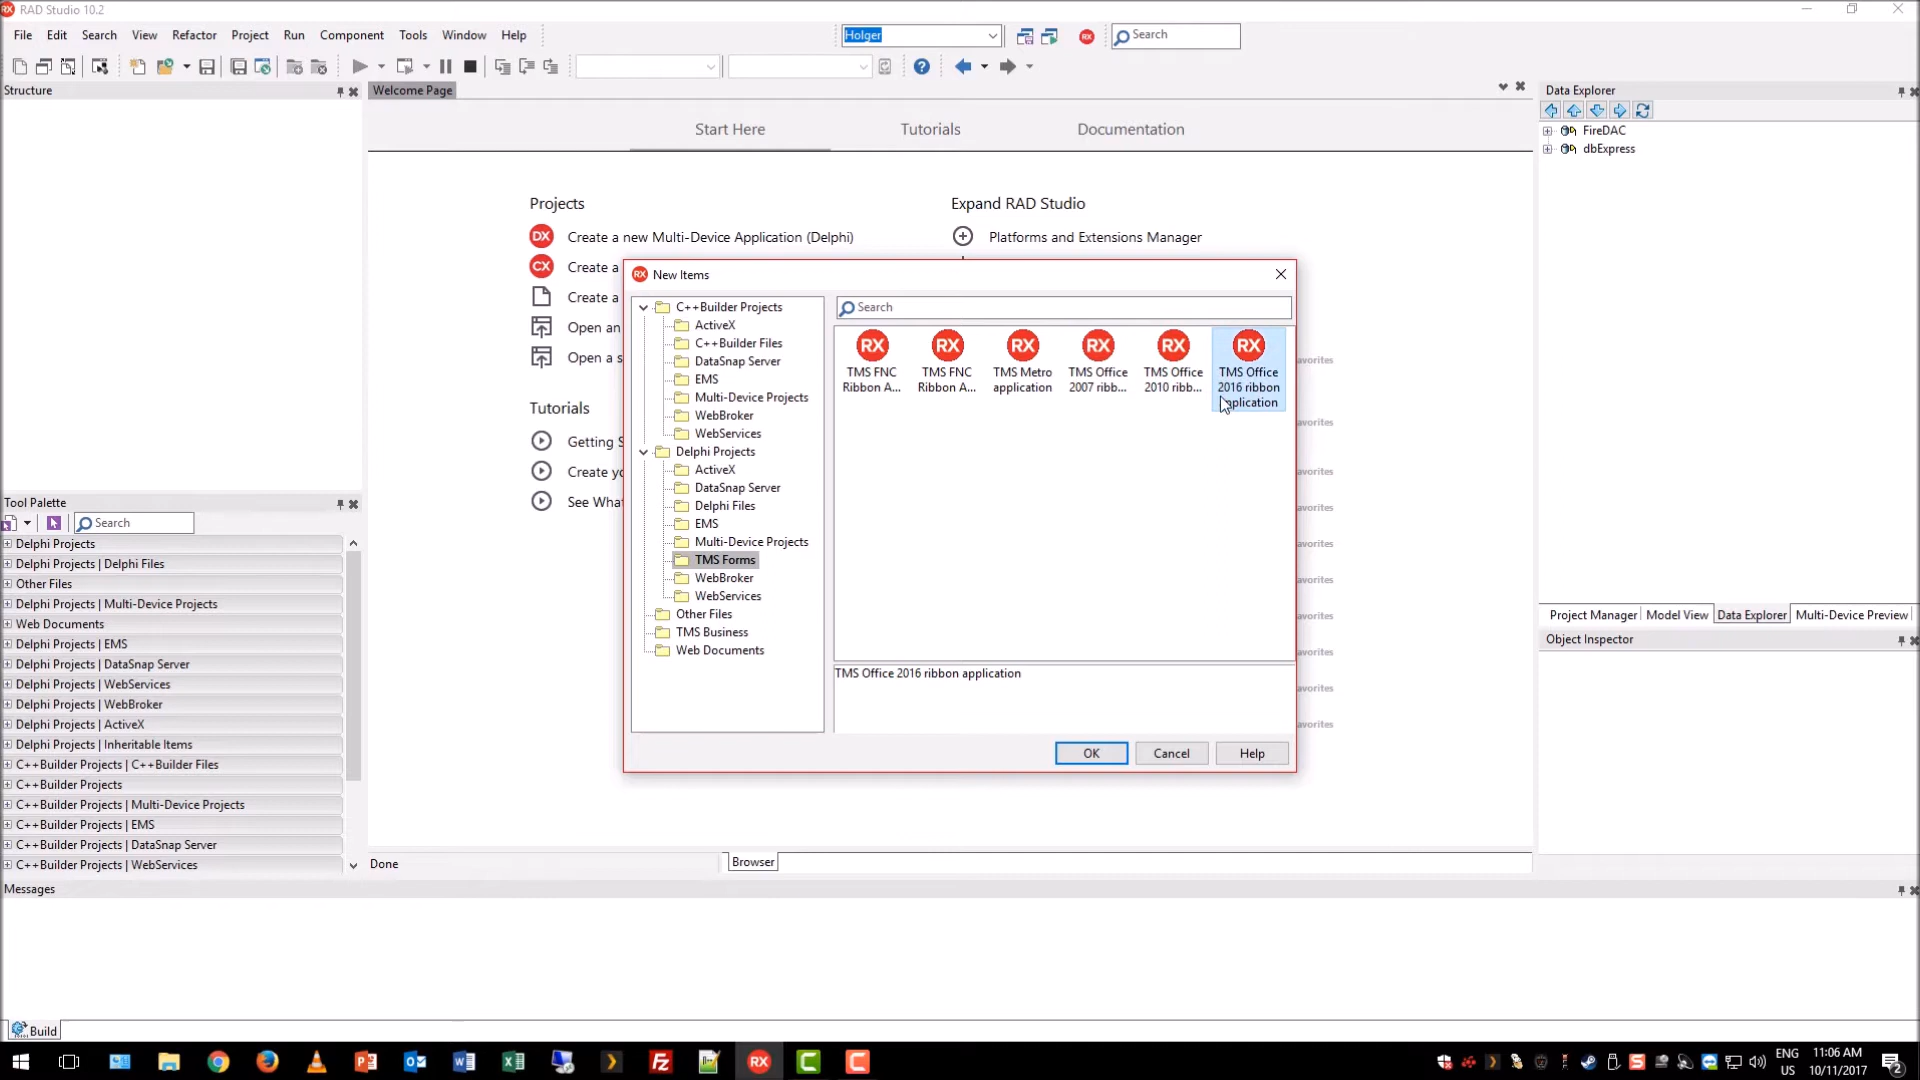 RAD Studio 10.2
File Edit Search View Refactor Project Run Component Tools Window Help
Holger
Search
Structure
Welcome Page
Start Here
Tutorials
Documentation
Projects
DX Create a new Multi-Device Application (Delphi)
CX Create a
Create a
Open an
Open a s
Tutorials
Getting S
Create yo
See What
Expand RAD Studio
Platforms and Extensions Manager
RX New Items
C++Builder Projects
ActiveX
C++Builder Files
DataSnap Server
EMS
Multi-Device Projects
WebBroker
WebServices
Delphi Projects
ActiveX
DataSnap Server
Delphi Files
EMS
Multi-Device Projects
TMS Forms
WebBroker
WebServices
Other Files
TMS Business
Web Documents
Search
RX RX RX RX RX RX
TMS FNC
Ribbon A...
TMS FNC
Ribbon A...
TMS Metro
application
TMS Office
2007 ribb...
TMS Office
2010 ribb...
TMS Office
2016 ribbon
application
TMS Office 2016 ribbon application
OK
Cancel
Help
avorites
avorites
avorites
avorites
avorites
avorites
avorites
avorites
avorites
avorites
Data Explorer
FireDAC
dbExpress
Project Manager Model View Data Explorer Multi-Device Preview
Object Inspector
Tool Palette
Search
Delphi Projects
Delphi Projects | Delphi Files
Other Files
Delphi Projects | Multi-Device Projects
Web Documents
Delphi Projects | EMS
Delphi Projects | DataSnap Server
Delphi Projects | WebServices
Delphi Projects | WebBroker
Delphi Projects | ActiveX
Delphi Projects | Inheritable Items
C++Builder Projects | C++Builder Files
C++Builder Projects
C++Builder Projects | Multi-Device Projects
C++Builder Projects | EMS
C++Builder Projects | DataSnap Server
C++Builder Projects | WebServices
Done
Browser
Messages
Build
ENG
US
11:06 AM
10/11/2017
2